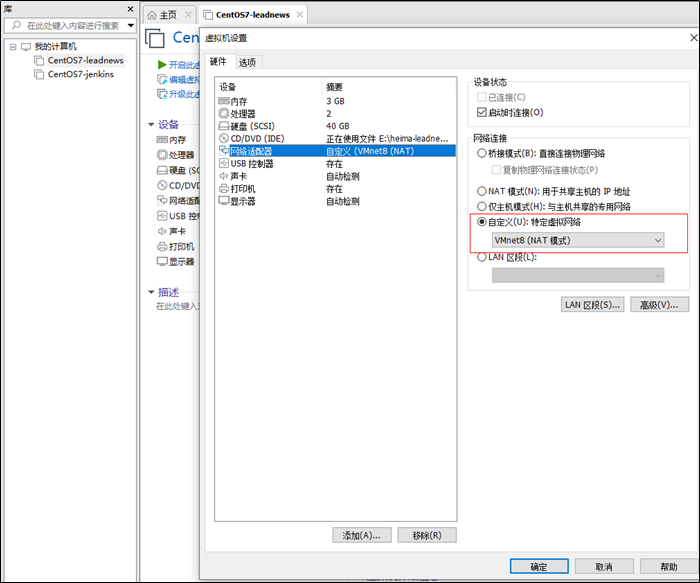 库
在此处键入内容进行搜索
我的计算机
CentOS7-leadnews
CentOS7-jenkins
主页
CentOS7-leadnews
Cen
开启此虚
编辑虚拟
升级此虚
设备
内存
处理器
硬盘 (SC
CD/DVD
网络适配
USB 控制
声卡
打印机
显示器
描述
在此处键入对
虚拟机设置
硬件 选项
设备 摘要
内存 3 GB
处理器 2
硬盘 (SCSI) 40 GB
CD/DVD (IDE) 正在使用文件 E:\heima-leadne...
网络适配器 自定义 (VMnet8 (NAT)
USB 控制器 存在
声卡 自动检测
打印机 存在
显示器 自动检测
添加(A)... 移除(R)
设备状态
已连接(C)
启动时连接(O)
网络连接
桥接模式(B): 直接连接物理网络
复制物理网络连接状态(P)
NAT 模式(N): 用于共享主机的 IP 地址
仅主机模式(H): 与主机共享的专用网络
自定义(U): 特定虚拟网络
VMnet8 (NAT 模式)
LAN 区段(L):
LAN 区段(S)... 高级(V)...
确定 取消 帮助